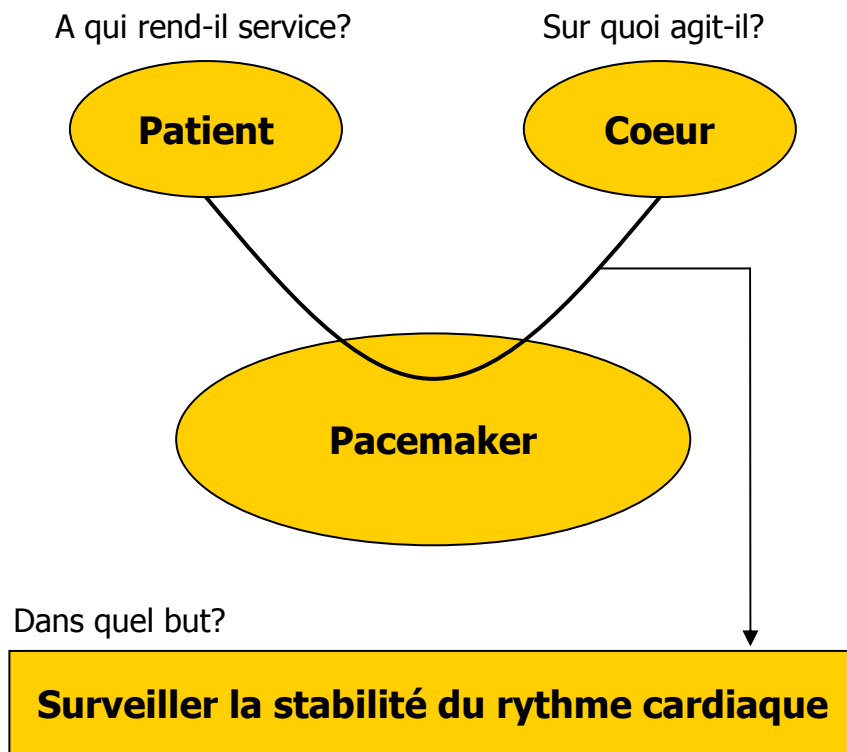 A qui rend-il service?
Sur quoi agit-il?
Patient
Coeur
Pacemaker
Dans quel but?
Surveiller la stabilité du rythme cardiaque